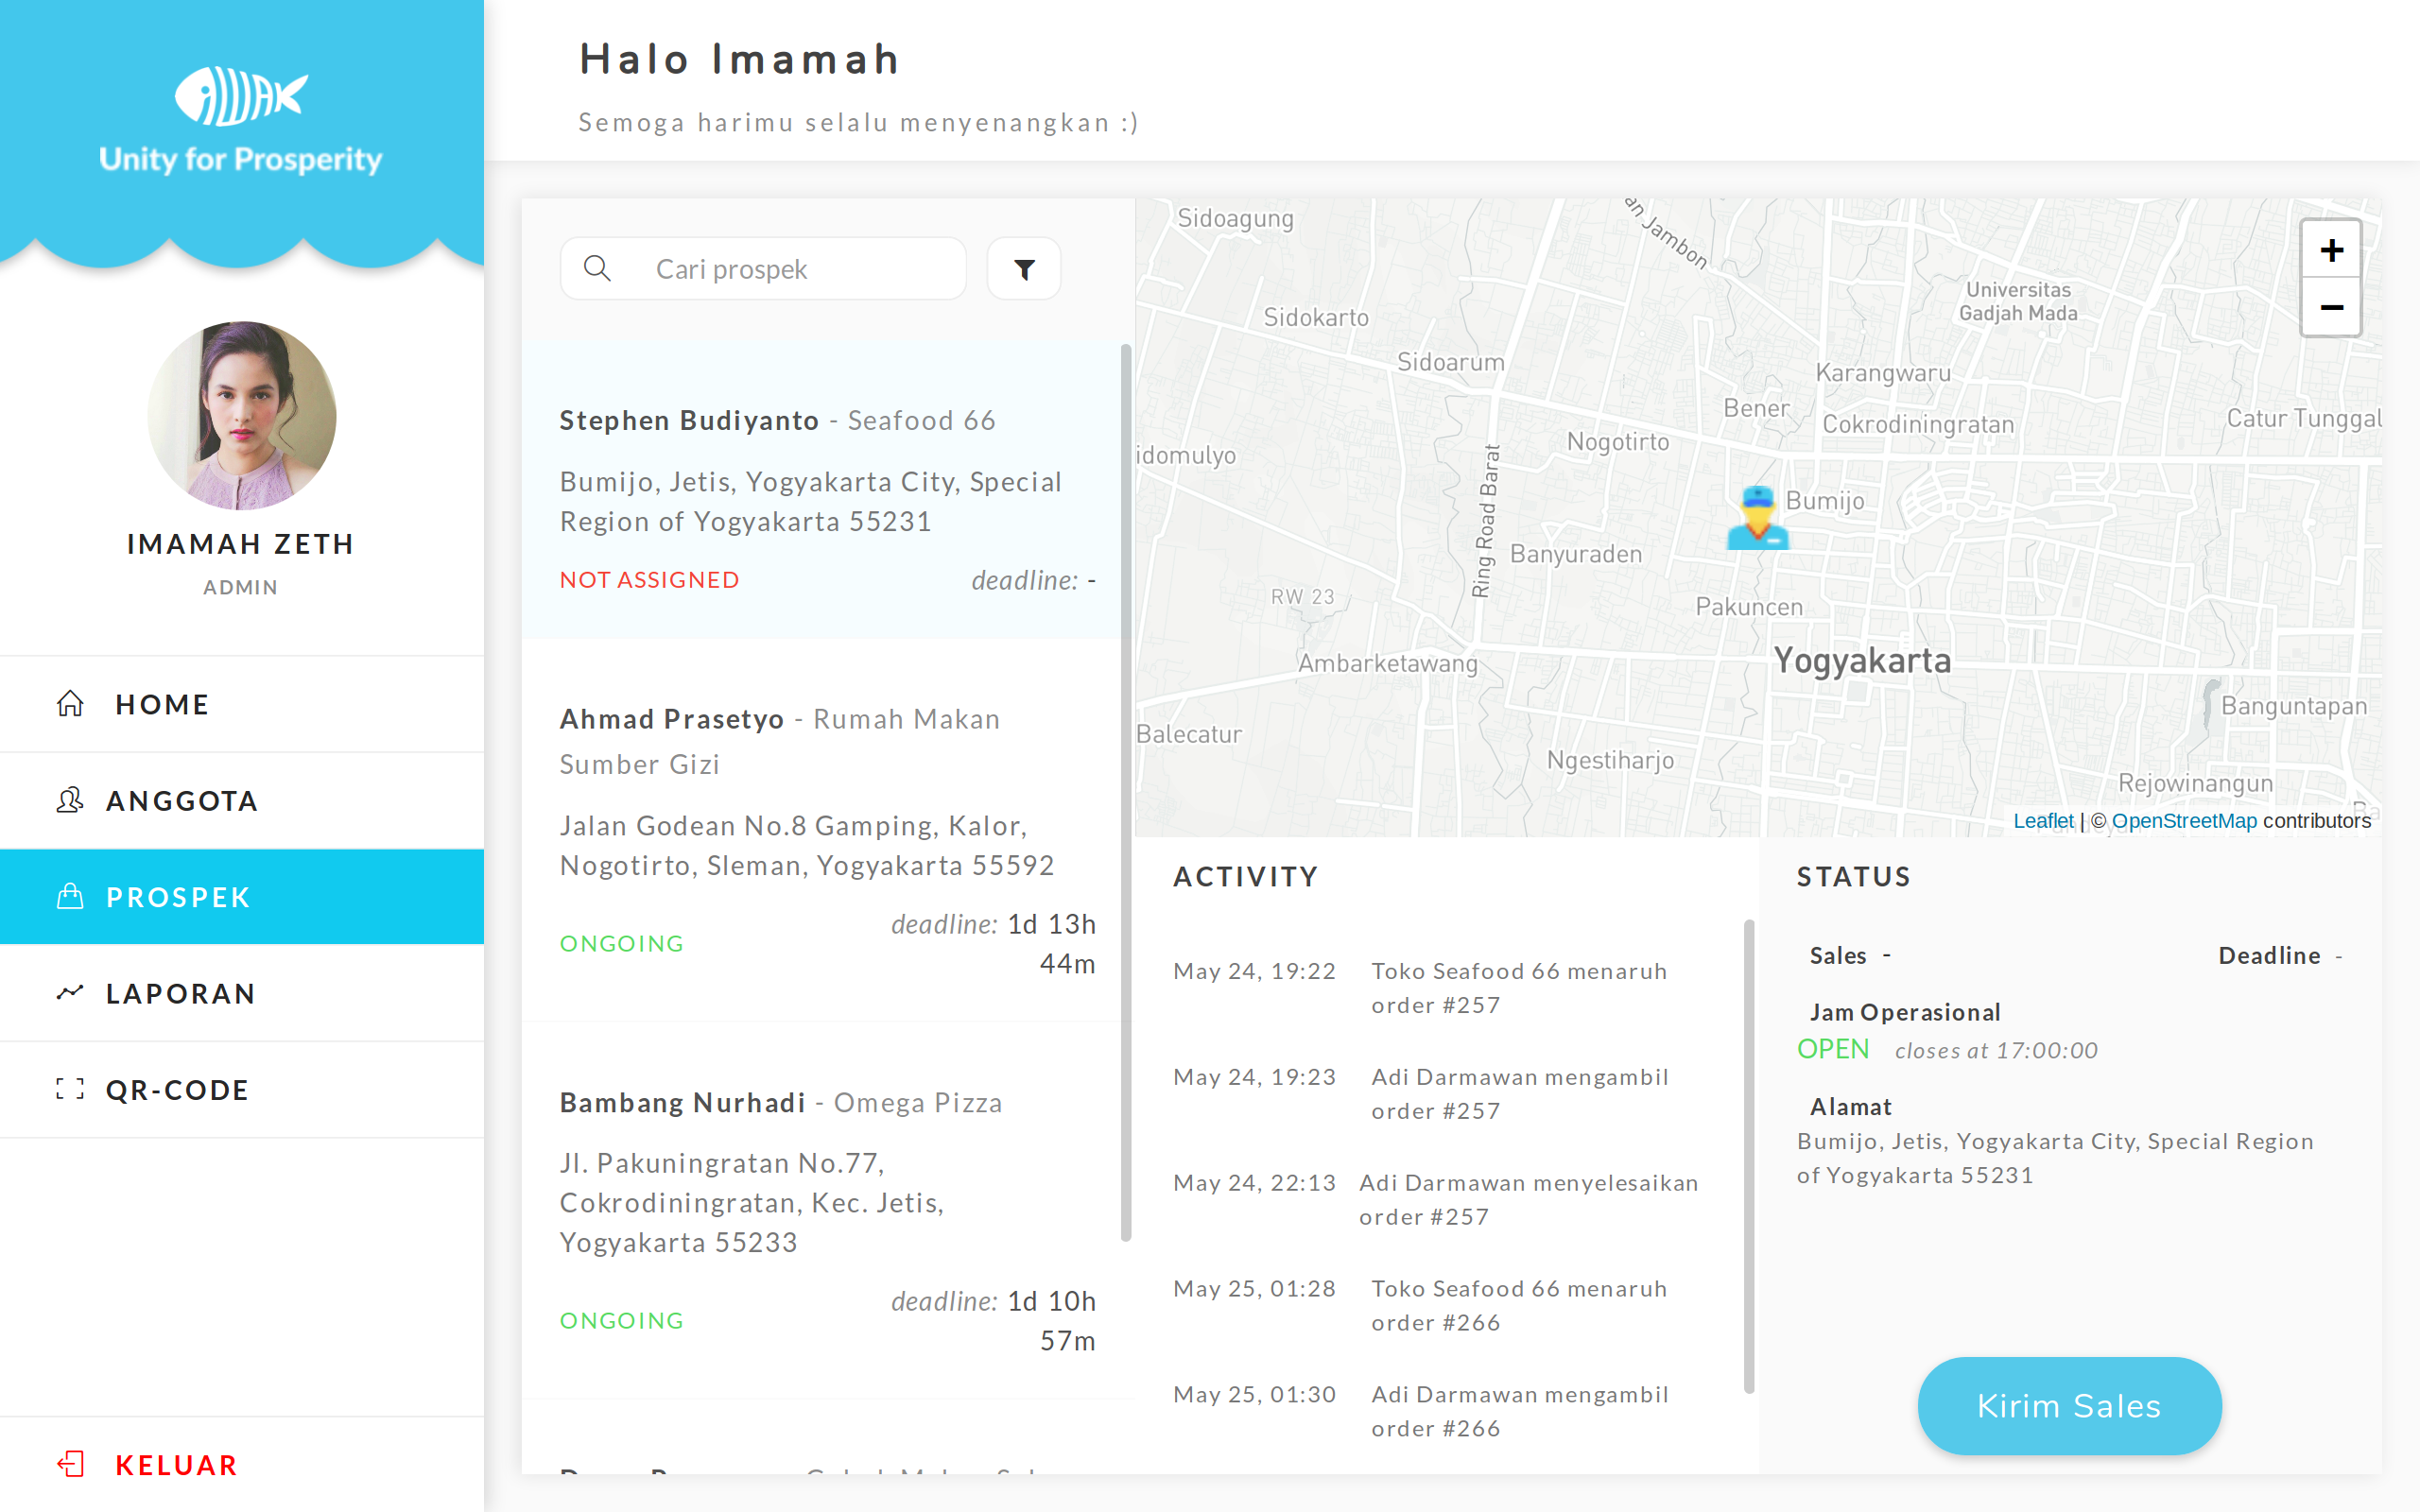 iWAK
Unity for Prosperity
IMAMAH ZETH
ADMIN
HOME
ANGGOTA
PROSPEK
LAPORAN
QR-CODE
KELUAR
Halo Imamah
Semoga harimu selalu menyenangkan :)
Cari prospek
Stephen Budiyanto - Seafood 66
Bumijo, Jetis, Yogyakarta City, Special
Region of Yogyakarta 55231
NOT ASSIGNED
deadline: -
Ahmad Prasetyo - Rumah Makan
Sumber Gizi
Jalan Godean No.8 Gamping, Kalor,
Nogotirto, Sleman, Yogyakarta 55592
ONGOING
deadline: 1d 13h
44m
Bambang Nurhadi - Omega Pizza
Jl. Pakuningratan No.77,
Cokrodiningratan, Kec. Jetis,
Yogyakarta 55233
ONGOING
deadline: 1d 10h
57m
Sidoagung
an Jambon
Universitas
Gadjah Mada
Sidokarto
Sidoarum
Karangwaru
Bener
Cokrodiningratan
Catur Tunggal
Nogotirto
idomulyo
Ring Road Barat
Bumijo
Banyuraden
RW 23
Pakuncen
Ambarketawang
Yogyakarta
Banguntapan
Balecatur
Ngestiharjo
Rejowinangun
+
−
Leaflet | © OpenStreetMap contributors
ACTIVITY
May 24, 19:22 Toko Seafood 66 menaruh
order #257
May 24, 19:23 Adi Darmawan mengambil
order #257
May 24, 22:13 Adi Darmawan menyelesaikan
order #257
May 25, 01:28 Toko Seafood 66 menaruh
order #266
May 25, 01:30 Adi Darmawan mengambil
order #266
STATUS
Sales -
Deadline -
Jam Operasional
OPEN closes at 17:00:00
Alamat
Bumijo, Jetis, Yogyakarta City, Special Region
of Yogyakarta 55231
Kirim Sales